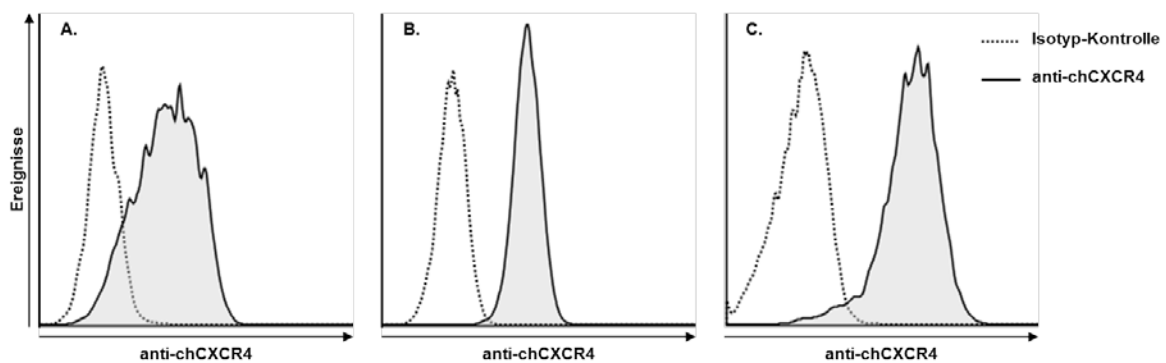 A.
B.
C.
Isotyp-Kontrolle
anti-chCXCR4
Ereignisse
anti-chCXCR4
anti-chCXCR4
anti-chCXCR4